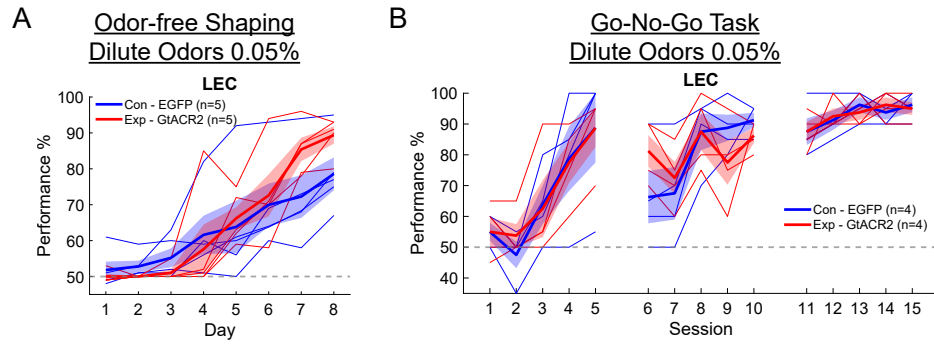 A
Odor-free Shaping
Dilute Odors 0.05%
LEC
Con - EGFP (n=5)
Exp - GtACR2 (n=5)
Performance %
100
90
80
70
60
50
1 2 3 4 5 6 7 8
Day
B
Go-No-Go Task
Dilute Odors 0.05%
LEC
Performance %
100
90
80
70
60
50
40
Con - EGFP (n=4)
Exp - GtACR2 (n=4)
1 2 3 4 5 6 7 8 9 10 11 12 13 14 15
Session